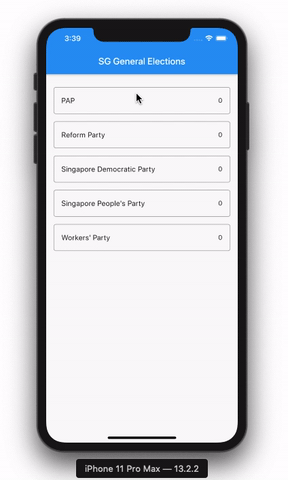 3:39
SG General Elections
PAP 0
Reform Party 0
Singapore Democratic Party 0
Singapore People's Party 0
Workers' Party 0
iPhone 11 Pro Max — 13.2.2